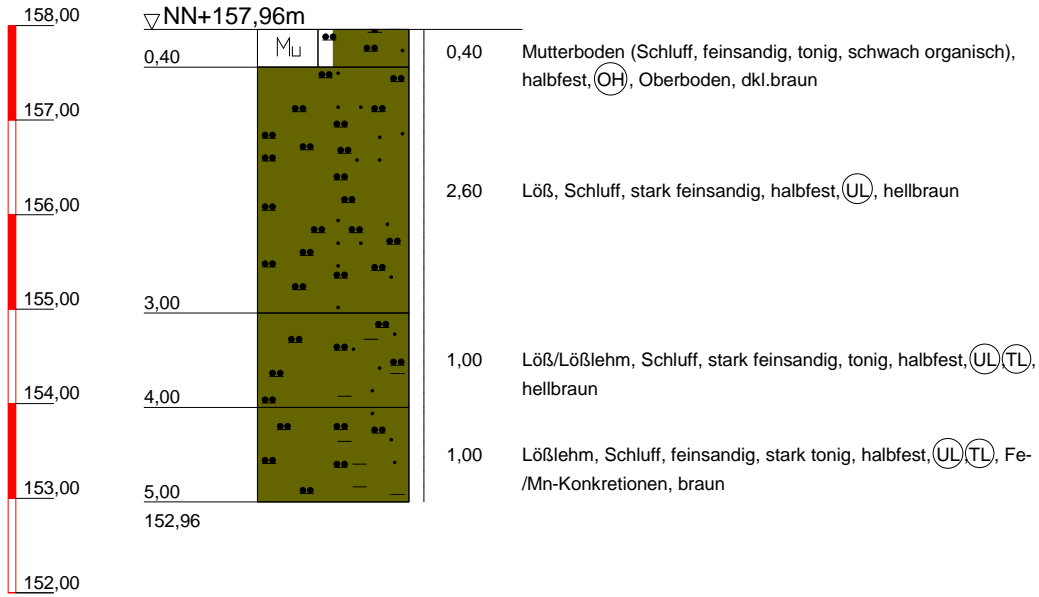 158,00
NN+157,96m
Mu
0,40
0,40 Mutterboden (Schluff, feinsandig, tonig, schwach organisch),
halbfest, OH, Oberboden, dkl.braun
157,00
2,60 Löß, Schluff, stark feinsandig, halbfest, UL, hellbraun
156,00
155,00
3,00
1,00 Löß/Lößlehm, Schluff, stark feinsandig, tonig, halbfest, UL, TL,
hellbraun
154,00
4,00
1,00 Lößlehm, Schluff, feinsandig, stark tonig, halbfest, UL, TL, Fe-
/Mn-Konkretionen, braun
153,00
5,00
152,96
152,00